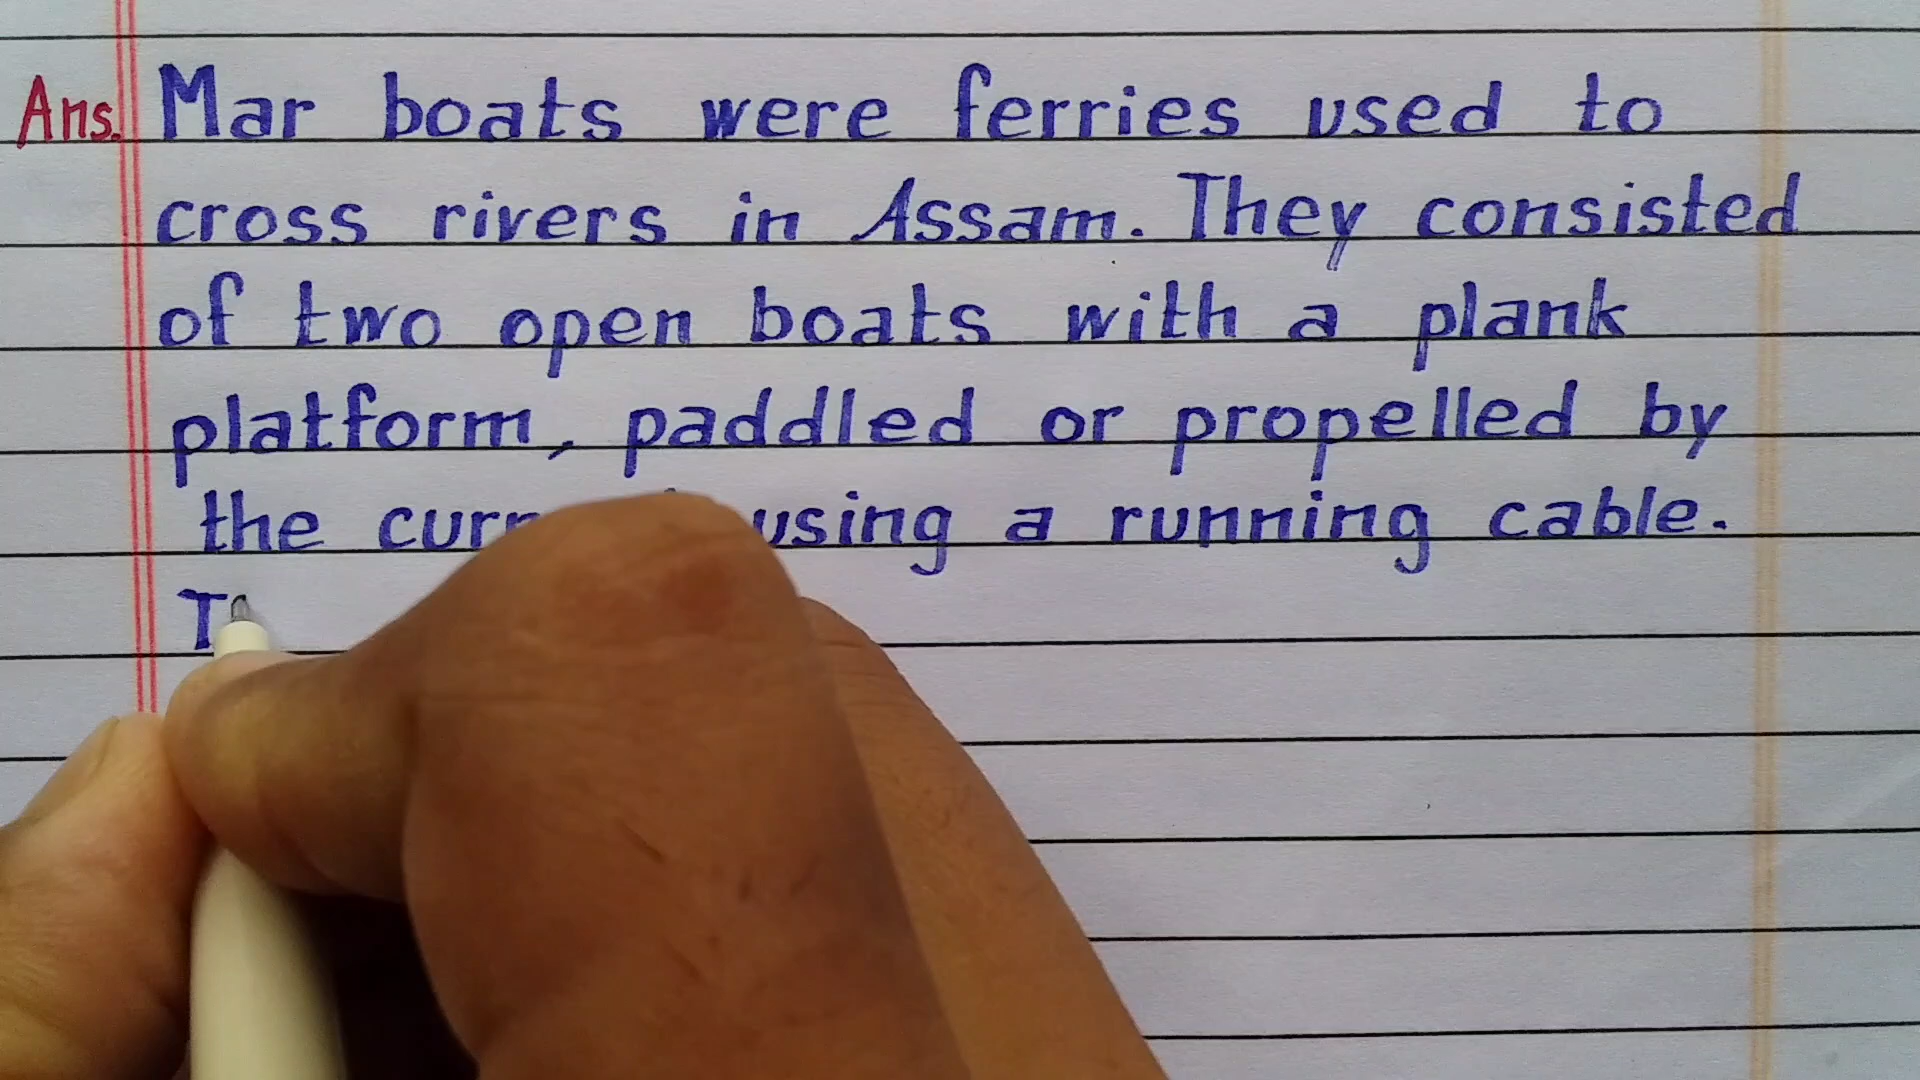 Ans. Mar boats were ferries used to
cross rivers in Assam. They consisted
of two open boats with a plank
platform, paddled or propelled by
the using a running cable.